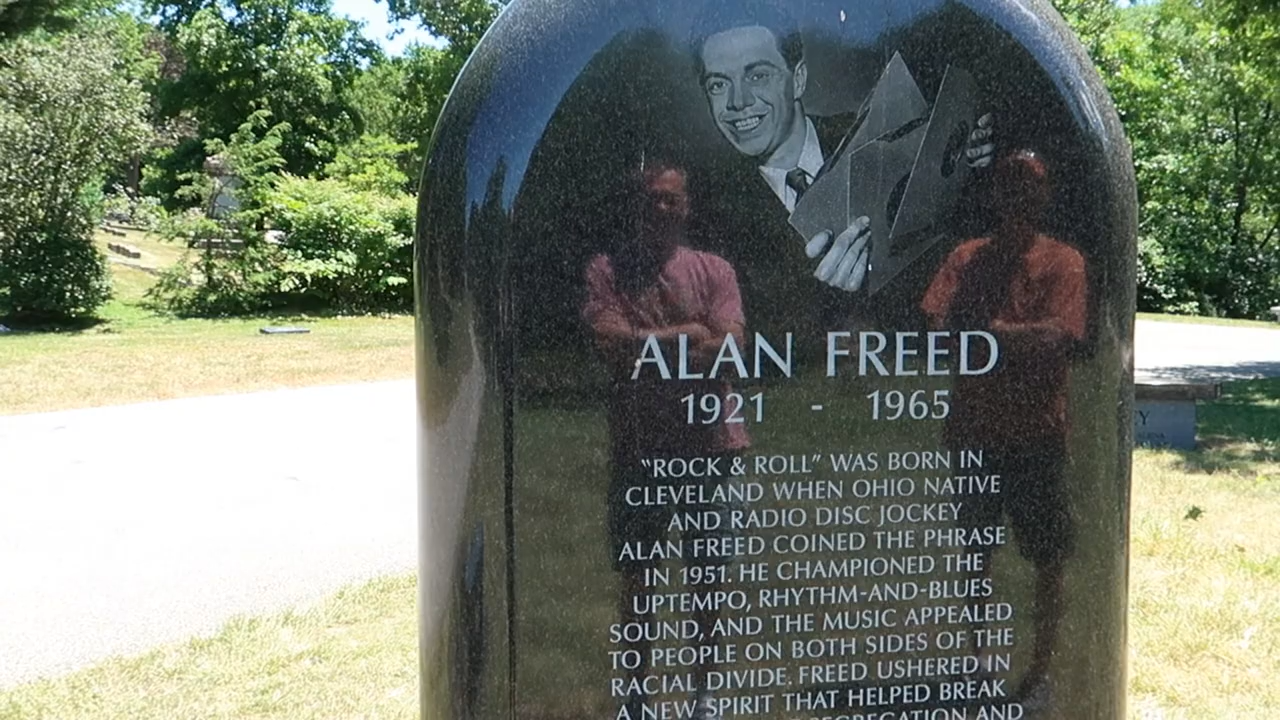 ALAN FREED
1921 - 1965
"ROCK & ROLL" WAS BORN IN
CLEVELAND WHEN OHIO NATIVE
AND RADIO DISC JOCKEY
ALAN FREED COINED THE PHRASE
IN 1951. HE CHAMPIONED THE
UPTEMPO, RHYTHM-AND-BLUES
SOUND, AND THE MUSIC APPEALED
TO PEOPLE ON BOTH SIDES OF THE
RACIAL DIVIDE. FREED USHERED IN
A NEW SPIRIT THAT HELPED BREAK
SEGREGATION AND